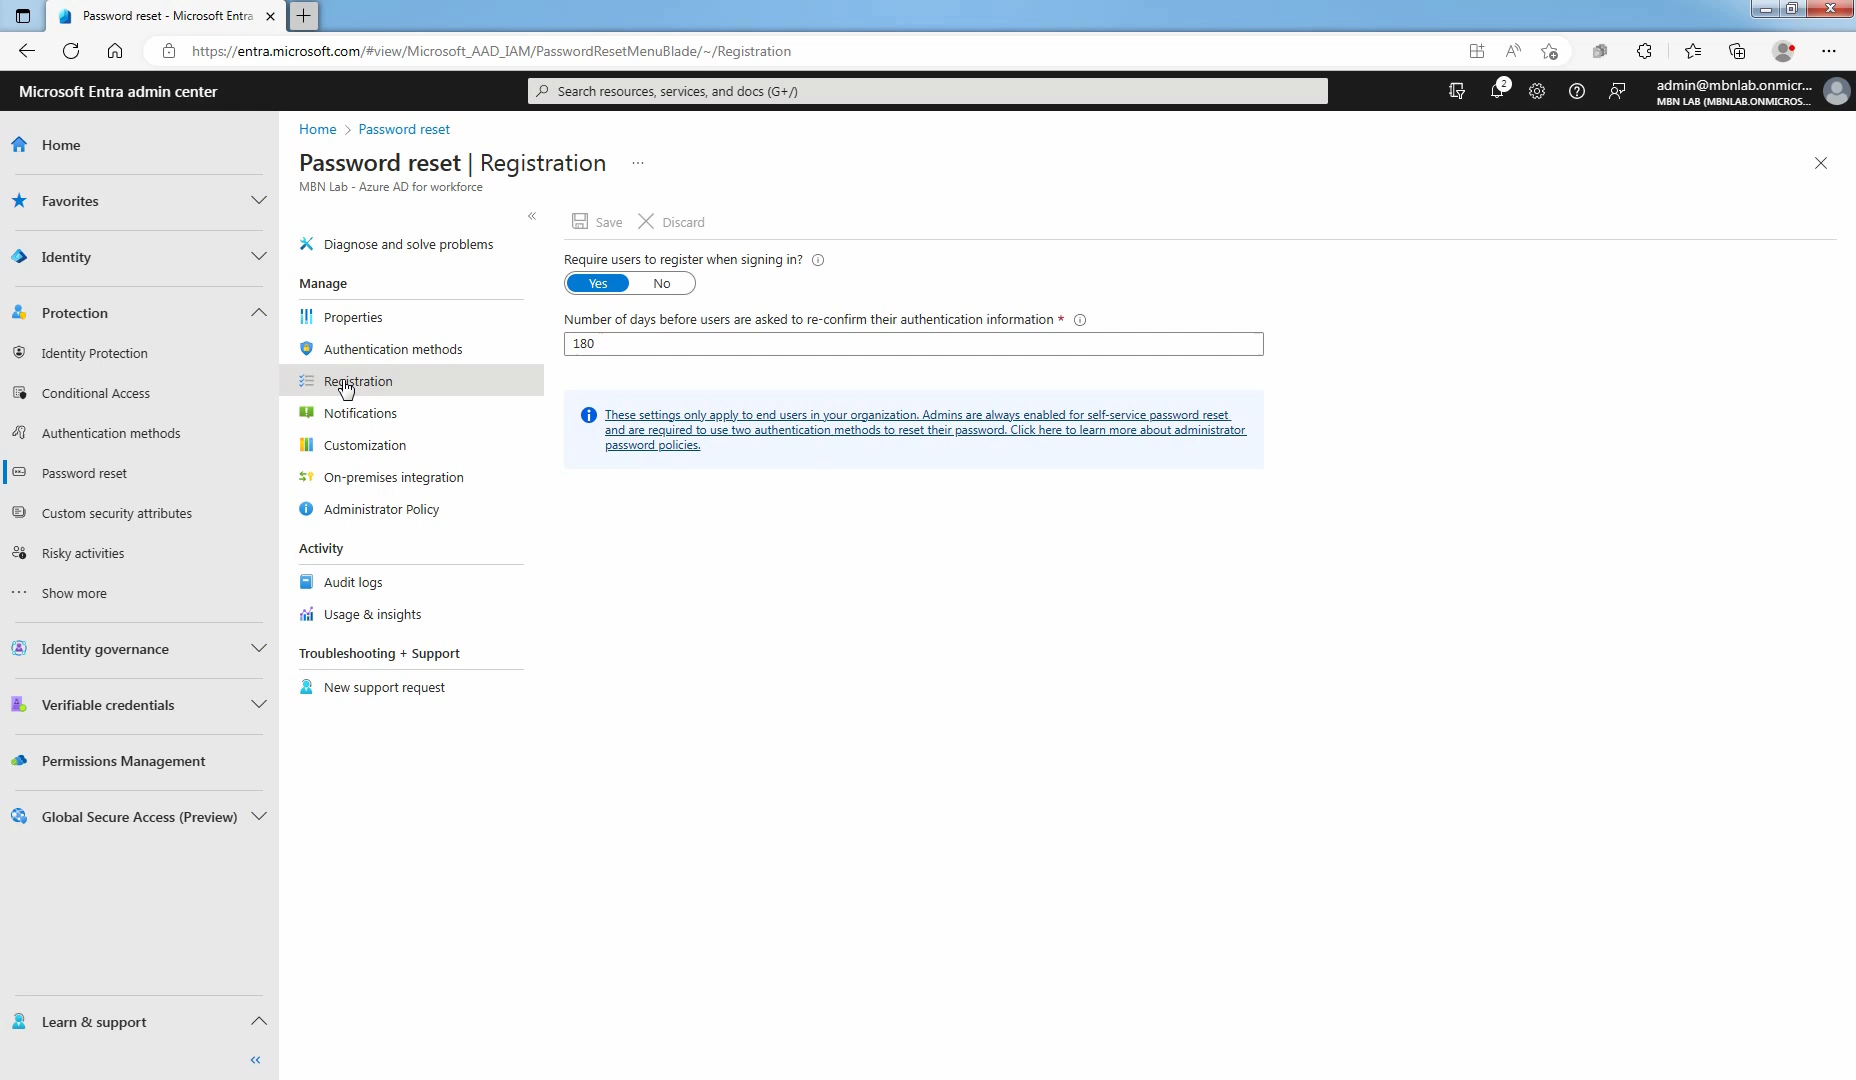 Password reset - Microsoft Entra
https://entra.microsoft.com/#view/Microsoft_AAD_IAM/PasswordResetMenuBlade/~/Registration
Microsoft Entra admin center
Search resources, services, and docs (G+/)
2
admin@mbnlab.onmicr...
MBN LAB (MBNLAB.ONMICROS...
Home
Favorites
Identity
Protection
Identity Protection
Conditional Access
Authentication methods
Password reset
Custom security attributes
Risky activities
Show more
Identity governance
Verifiable credentials
Permissions Management
Global Secure Access (Preview)
Learn & support
Home > Password reset
Password reset | Registration
MBN Lab - Azure AD for workforce
Diagnose and solve problems
Manage
Properties
Authentication methods
Registration
Notifications
Customization
On-premises integration
Administrator Policy
Activity
Audit logs
Usage & insights
Troubleshooting + Support
New support request
Save Discard
Require users to register when signing in?
Yes No
Number of days before users are asked to re-confirm their authentication information *
180
These settings only apply to end users in your organization. Admins are always enabled for self-service password reset
and are required to use two authentication methods to reset their password. Click here to learn more about administrator
password policies.